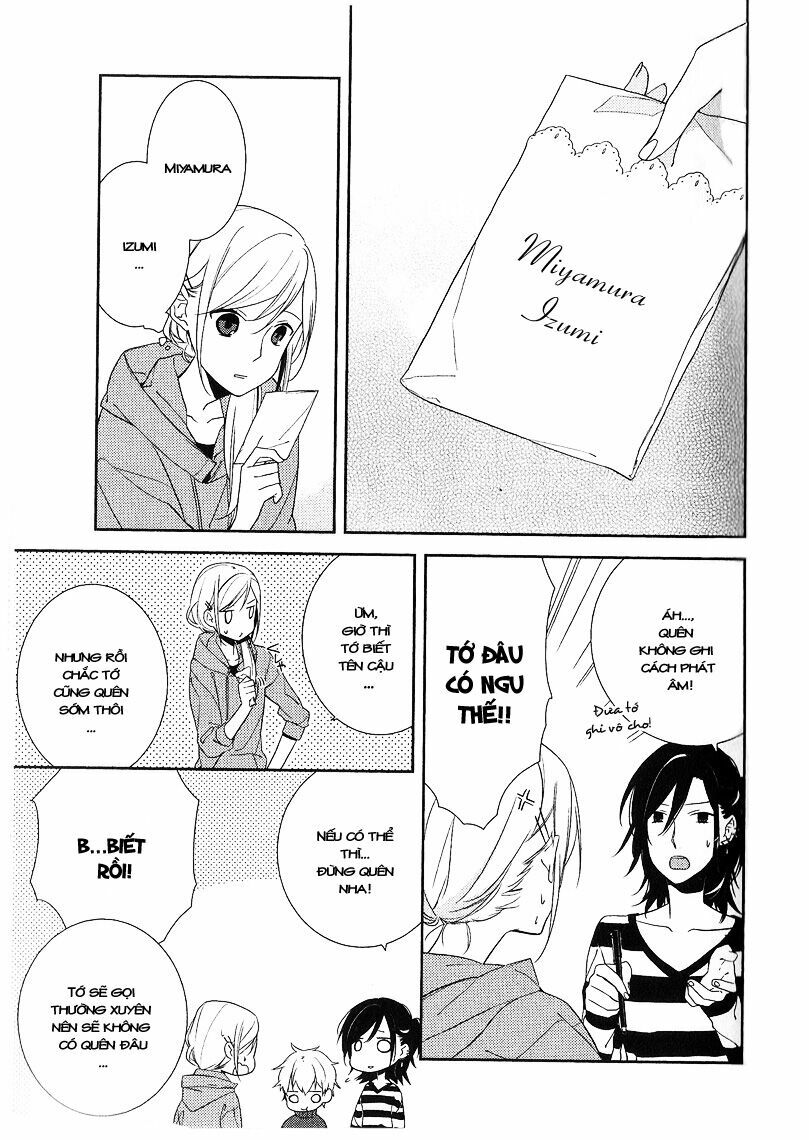 Miyamura
Izumi
MIYAMURA
IZUMI
...
ÁH...,
QUÊN
KHÔNG GHI
CÁCH PHÁT
ÂM!
Đưa tớ
ghi vô cho!
TỚ ĐÂU
CÓ NGU
THẾ!!
ỪM,
GIỜ THÌ
TỚ BIẾT
TÊN CẬU
...
NHƯNG RỒI
CHẮC TỚ
CŨNG QUÊN
SỚM THÔI
...
NẾU CÓ THỂ
THÌ...
ĐỪNG QUÊN
NHA!
B...BIẾT
RỒI!
TỚ SẼ GỌI
THƯỜNG XUYÊN
NÊN SẼ KHÔNG
CÓ QUÊN ĐÂU
...